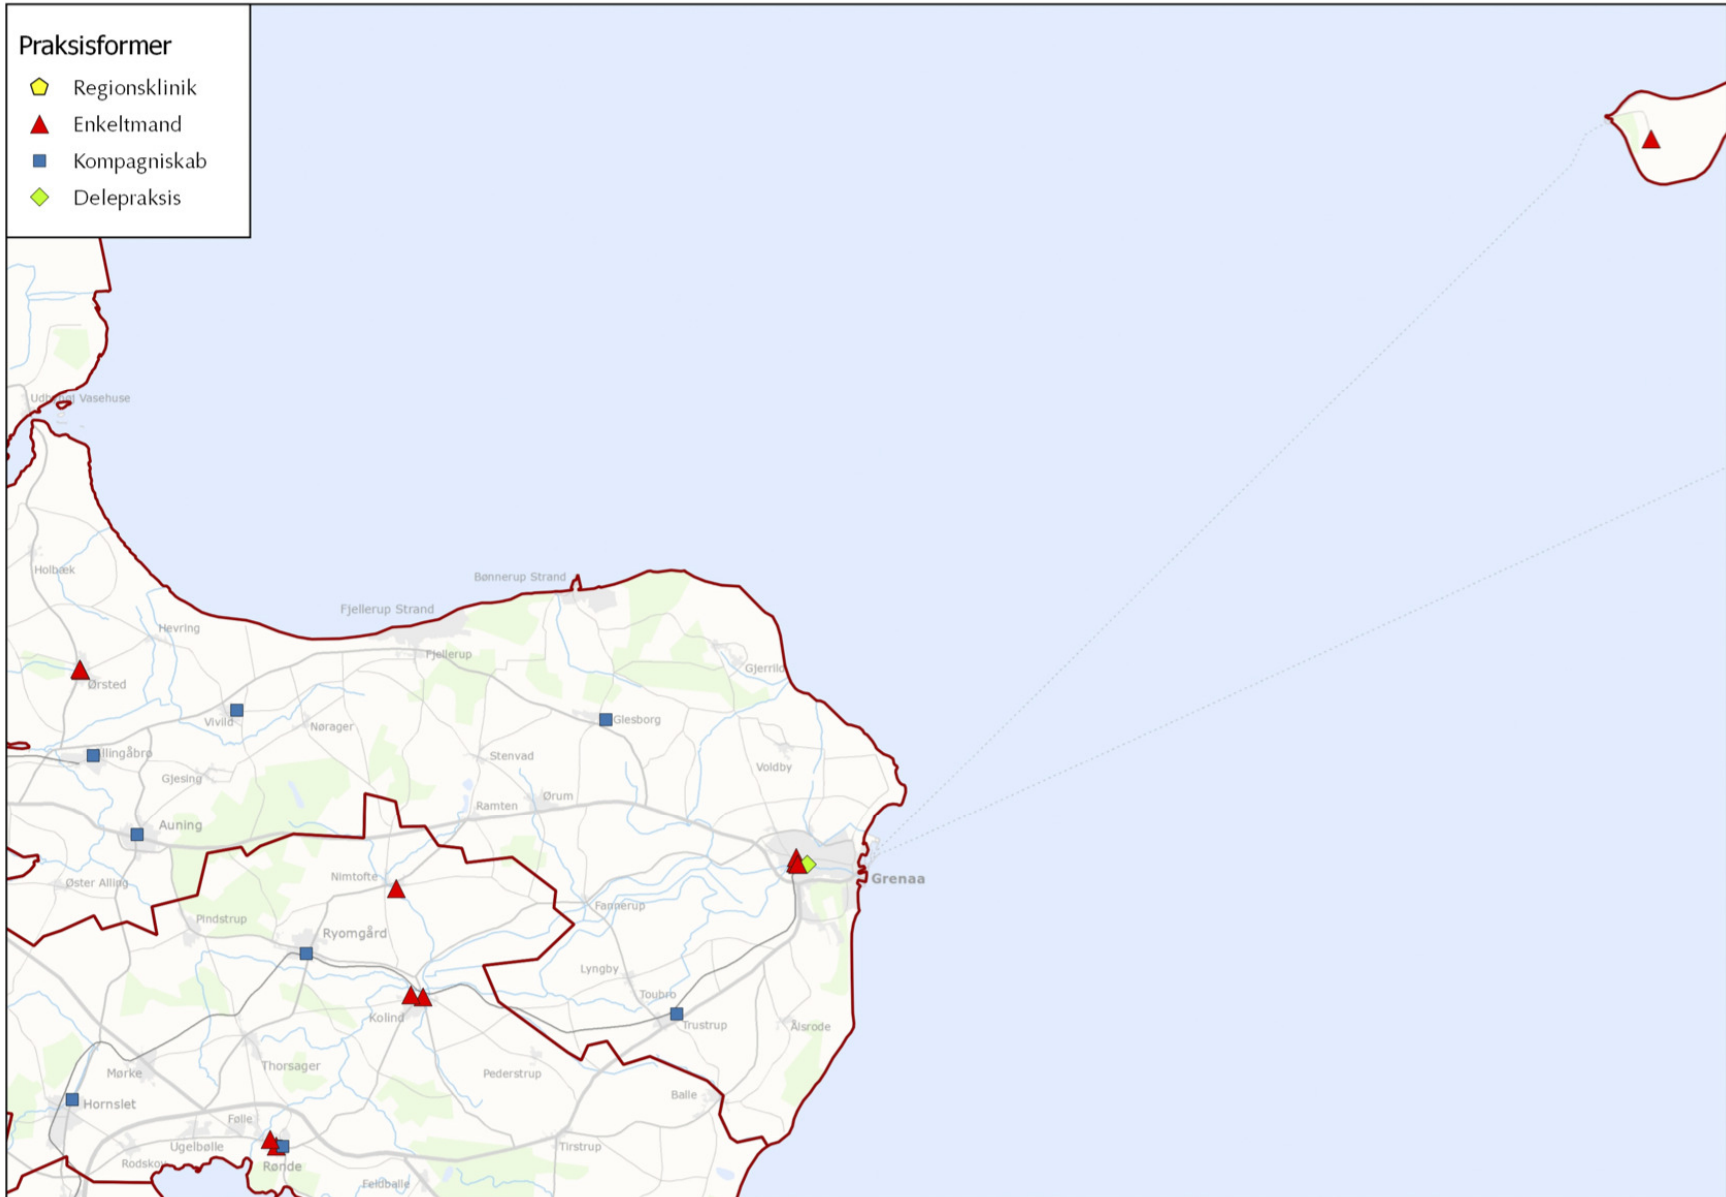 Praksisformer
Regionsklinik
Enkeltmand
Kompagniskab
Delepraksis
Vasehuse
Holbæk
Bønnerup Strand
Fjellerup Strand
Hevring
Fjellerup
Gjerrild
Ørsted
Vivild
Nørager
Glesborg
Stenvad
Voldby
Gjesing
Ørum
Ramten
Auning
Nimtofte
Øster Alling
Grenaa
Fannerup
Pindstrup
Ryomgård
Lyngby
Toubro
Kolind
Trustrup
Ålsrode
Thorsager
Mørke
Pederstrup
Balle
Hornslet
Følle
Ugelbølle
Tirstrup
Rodskov
Rønde
Feldballe